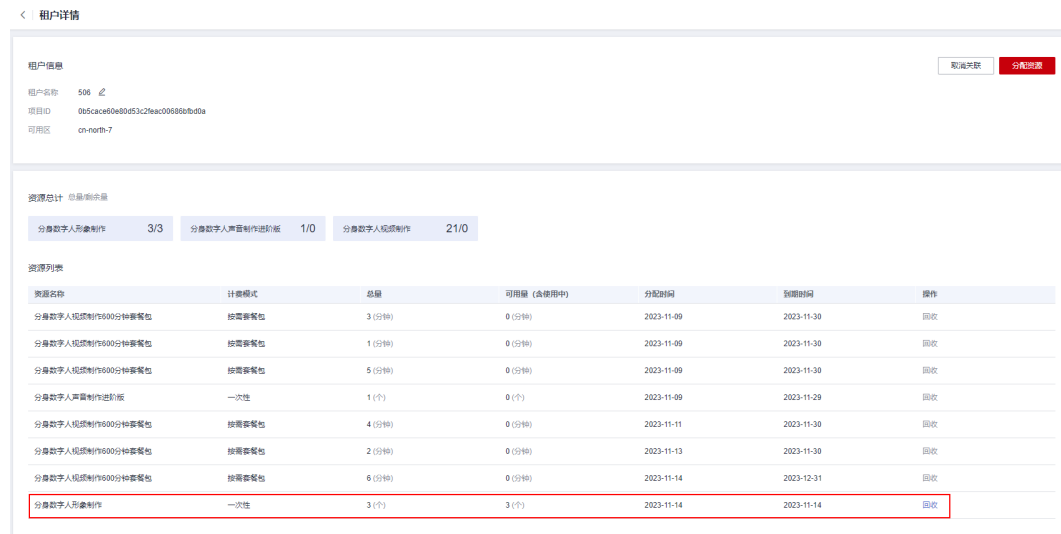 租户详情
租户信息
取消关联 分配资源
租户名称 506
项目ID 0b5cace60e80d53c2feac00686bfbd0a
可用区 cn-north-7
资源总计 总量/剩余量
分身数字人形象制作 3/3 分身数字人声音制作进阶版 1/0 分身数字人视频制作 21/0
资源列表
资源名称 计费模式 总量 可用量 (含使用中) 分配时间 到期时间 操作
分身数字人视频制作600分钟套餐包 按需套餐包 3 (分钟) 0 (分钟) 2023-11-09 2023-11-30 回收
分身数字人视频制作600分钟套餐包 按需套餐包 1 (分钟) 0 (分钟) 2023-11-09 2023-11-30 回收
分身数字人视频制作600分钟套餐包 按需套餐包 5 (分钟) 0 (分钟) 2023-11-09 2023-11-30 回收
分身数字人声音制作进阶版 一次性 1 (个) 0 (个) 2023-11-09 2023-11-29 回收
分身数字人视频制作600分钟套餐包 按需套餐包 4 (分钟) 0 (分钟) 2023-11-11 2023-11-30 回收
分身数字人视频制作600分钟套餐包 按需套餐包 2 (分钟) 0 (分钟) 2023-11-13 2023-11-30 回收
分身数字人视频制作600分钟套餐包 按需套餐包 6 (分钟) 0 (分钟) 2023-11-14 2023-12-31 回收
分身数字人形象制作 一次性 3 (个) 3 (个) 2023-11-14 2023-11-14 回收